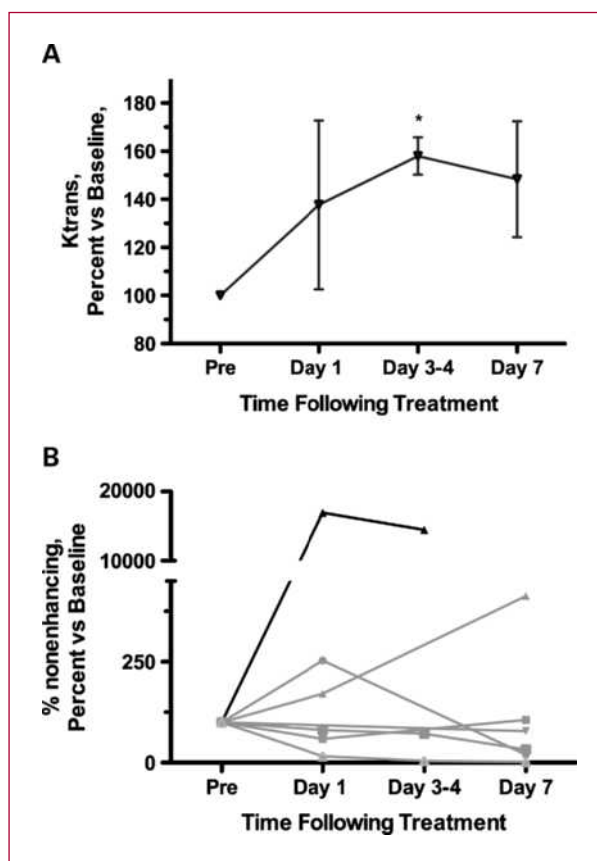 A
Ktrans,
Percent vs Baseline,
180
160
*
140
120
100
80
Pre Day 1 Day 3-4 Day 7
Time Following Treatment
B
% nonenhancing,
Percent vs Baseline
20000
10000
250
0
Pre Day 1 Day 3-4 Day 7
Time Following Treatment